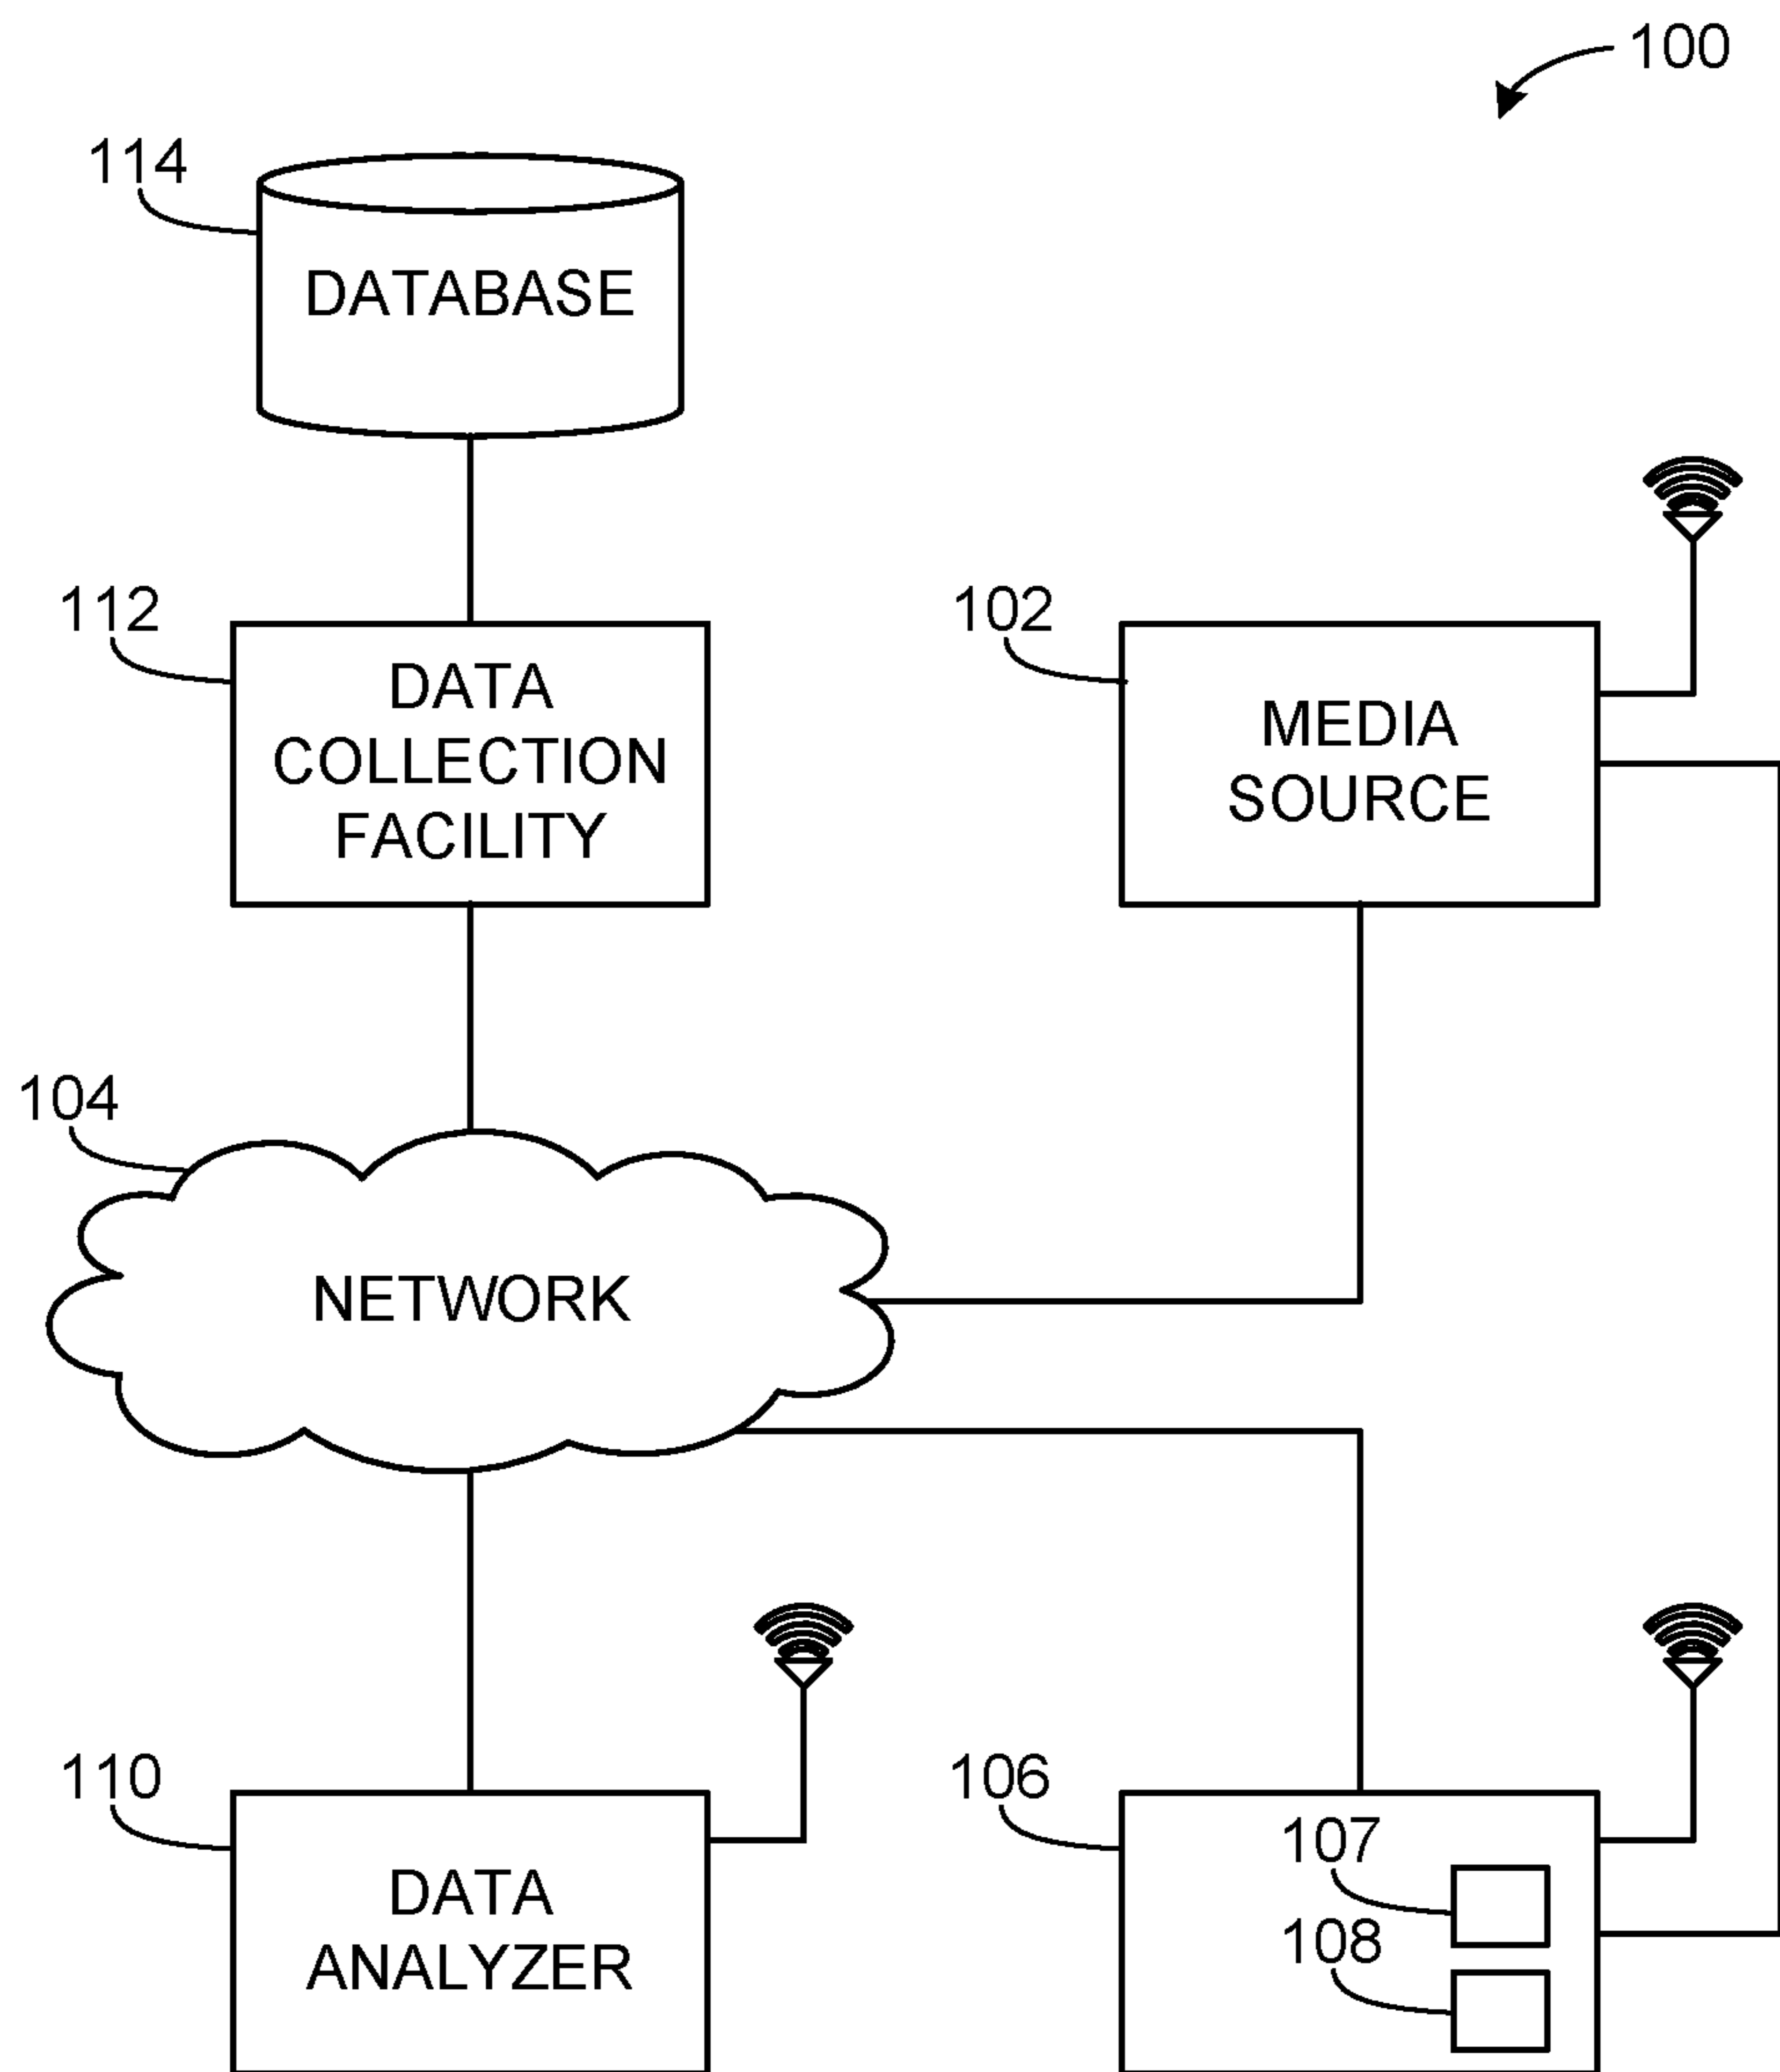 100
114
DATABASE
112
102
DATA
COLLECTION
FACILITY
MEDIA
SOURCE
104
NETWORK
110
106
107
108
DATA
ANALYZER